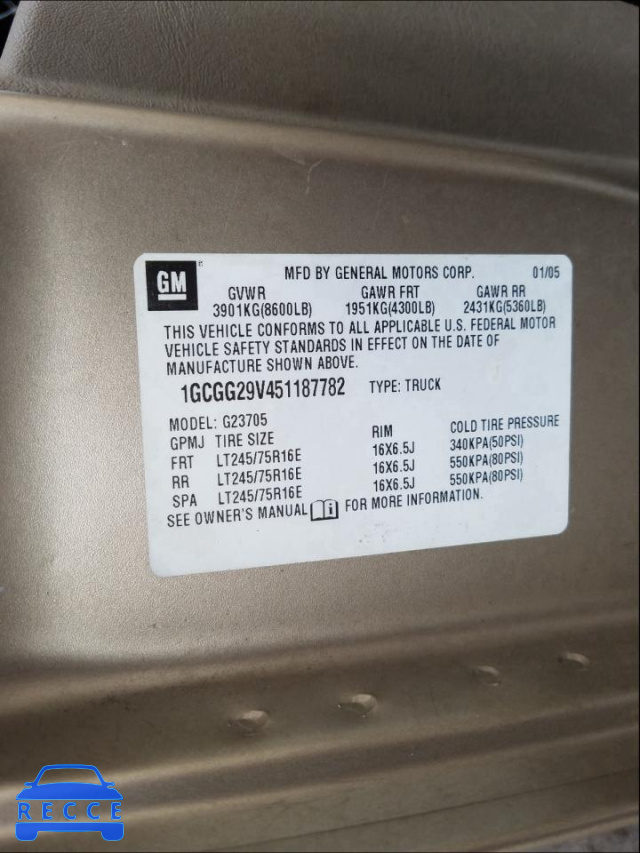 GM
MFD BY GENERAL MOTORS CORP. 01/05
GVWR GAWR FRT GAWR RR
3901KG(8600LB) 1951KG(4300LB) 2431KG(5360LB)
THIS VEHICLE CONFORMS TO ALL APPLICABLE U.S. FEDERAL MOTOR
VEHICLE SAFETY STANDARDS IN EFFECT ON THE DATE OF
MANUFACTURE SHOWN ABOVE.
1GCGG29V451187782 TYPE: TRUCK
MODEL: G23705
GPMJ TIRE SIZE RIM COLD TIRE PRESSURE
FRT LT245/75R16E 16X6.5J 340KPA(50PSI)
RR LT245/75R16E 16X6.5J 550KPA(80PSI)
SPA LT245/75R16E 16X6.5J 550KPA(80PSI)
SEE OWNER'S MANUAL i FOR MORE INFORMATION.
RECCE